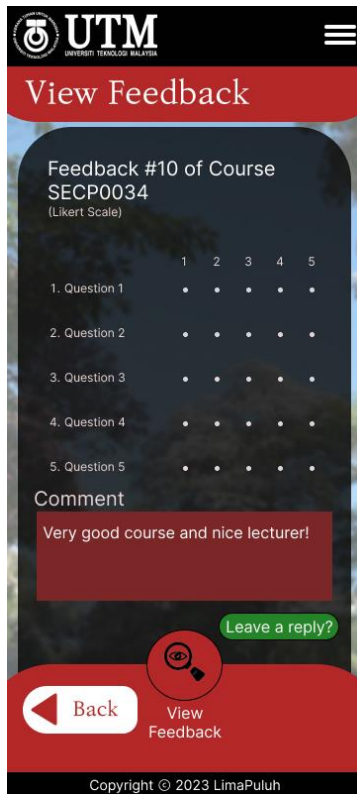 UTM
UNIVERSITI TEKNOLOGI MALAYSIA
View Feedback
Feedback #10 of Course
SECP0034
(Likert Scale)
1 2 3 4 5
1. Question 1
2. Question 2
3. Question 3
4. Question 4
5. Question 5
Comment
Very good course and nice lecturer!
Leave a reply?
Back
View
Feedback
Copyright © 2023 LimaPuluh